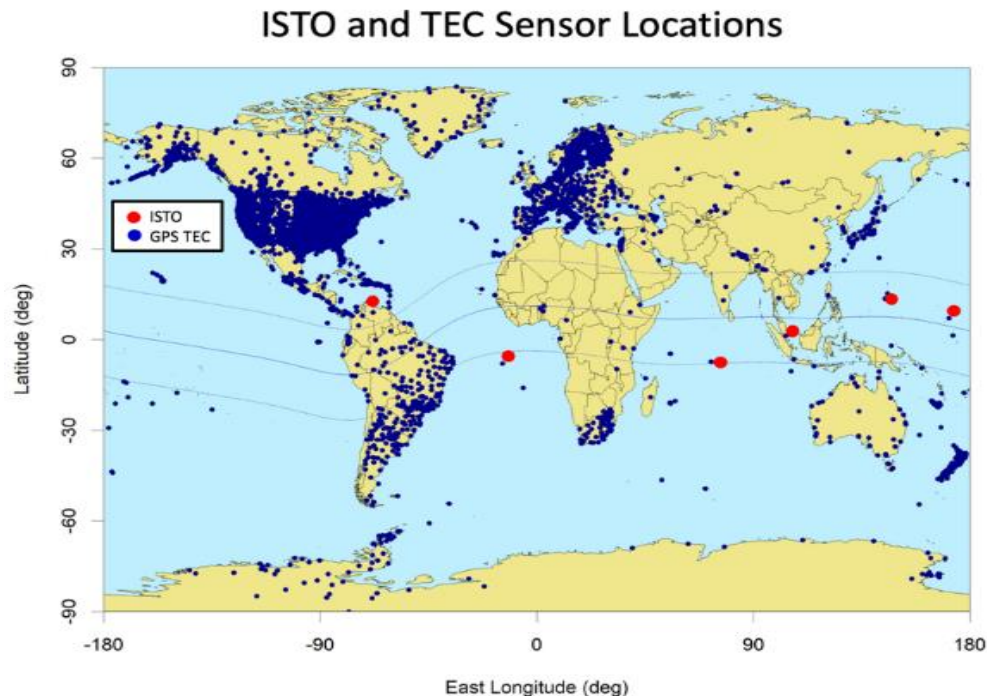 ISTO and TEC Sensor Locations
90
60
30
0
-30
-60
-90
Latitude (deg)
ISTO
GPS TEC
-180
-90
0
90
180
East Longitude (deg)